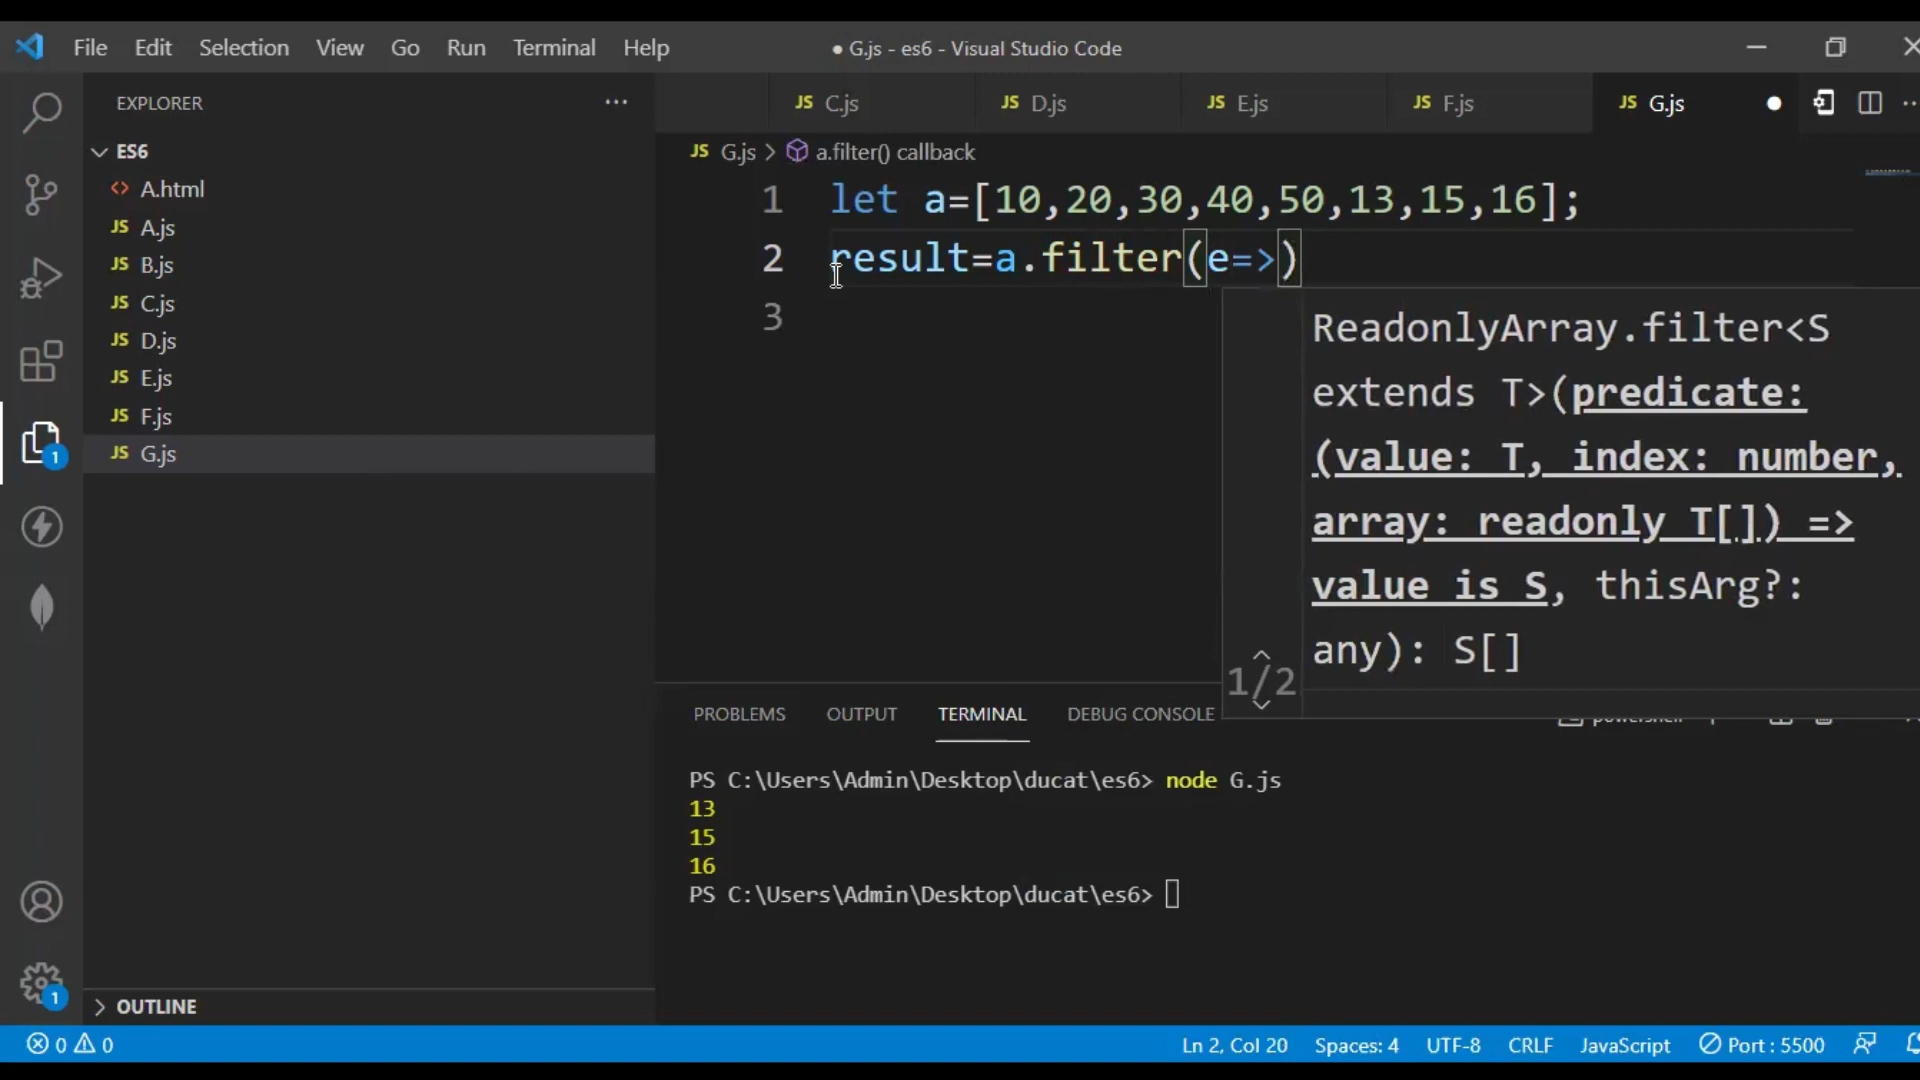 File Edit Selection View Go Run Terminal Help ● G.js - es6 - Visual Studio Code
EXPLORER
ES6
A.html
JS A.js
JS B.js
JS C.js
JS D.js
JS E.js
JS F.js
JS G.js
OUTLINE
JS C.js JS D.js JS E.js JS F.js JS G.js
JS G.js > a.filter() callback
1 let a=[10,20,30,40,50,13,15,16];
2 result=a.filter(e=>)
3
ReadonlyArray.filter<S
extends T>(predicate:
(value: T, index: number,
array: readonly T[]) =>
value is S, thisArg?:
any): S[]
1/2
PROBLEMS OUTPUT TERMINAL DEBUG CONSOLE
PS C:\Users\Admin\Desktop\ducat\es6> node G.js
13
15
16
PS C:\Users\Admin\Desktop\ducat\es6>
1
1
0 0 Ln 2, Col 20 Spaces: 4 UTF-8 CRLF JavaScript Port : 5500